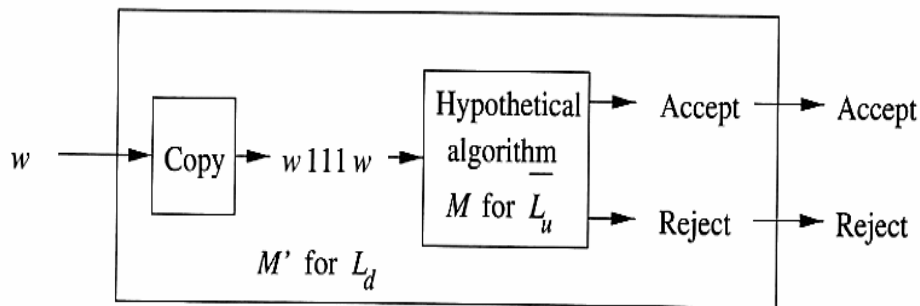 w
Copy
w 111 w
Hypothetical
algorithm
M for L̅u
Accept
Accept
Reject
Reject
M' for Ld